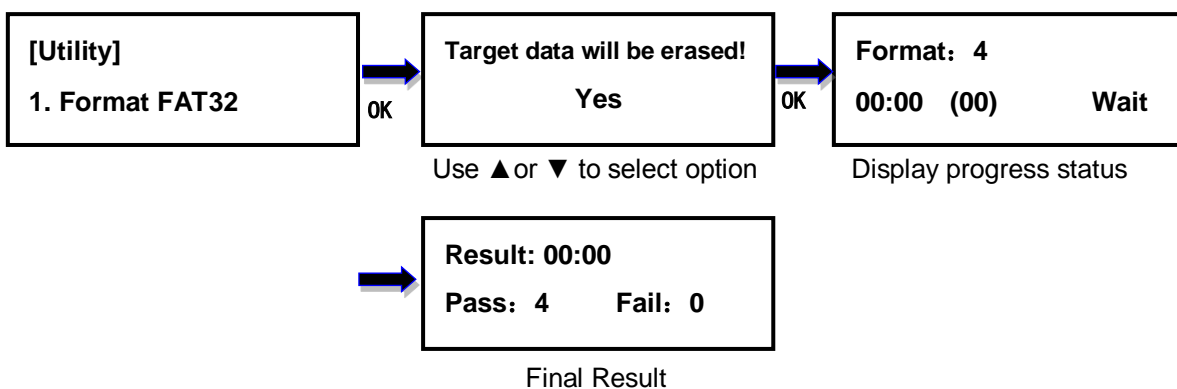 [Utility]
1. Format FAT32
OK
Target data will be erased!
Yes
Use ▲or ▼ to select option
OK
Format：4
00:00 (00) Wait
Display progress status
Result: 00:00
Pass：4 Fail：0
Final Result